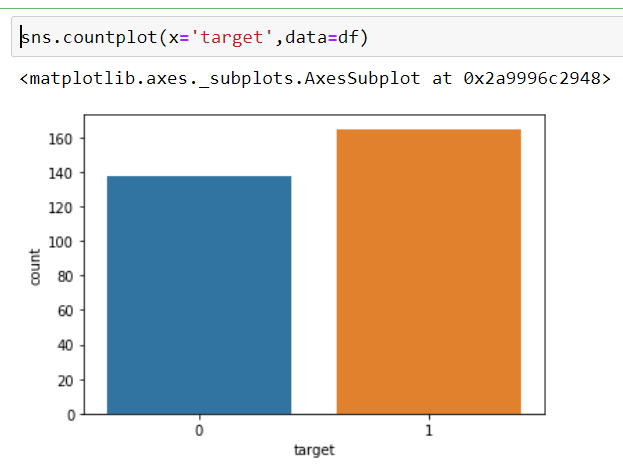 sns.countplot(x='target',data=df)
<matplotlib.axes._subplots.AxesSubplot at 0x2a9996c2948>
160
140
120
100
80
60
40
20
0
count
0 1
target